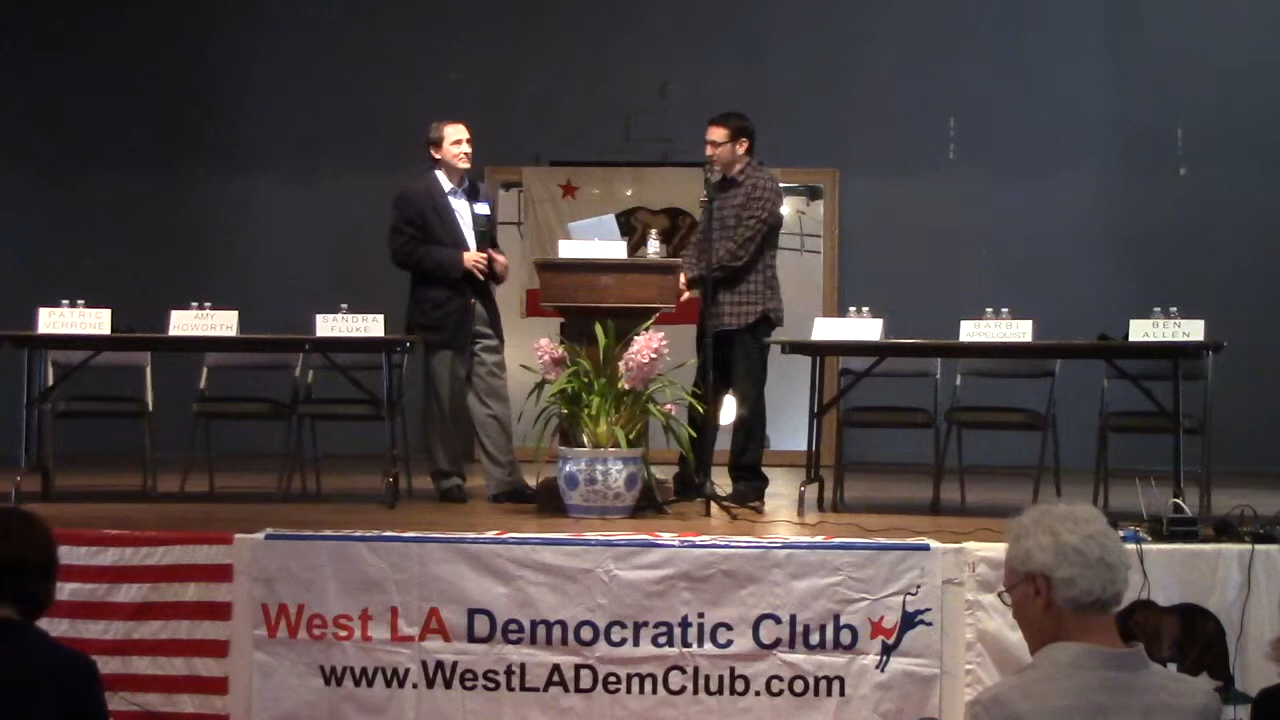 PATRIC
VERRONE
AMY
HOWORTH
SANDRA
FLUKE
BARBI
APPELQUIST
BEN
ALLEN
West LA Democratic Club
www.WestLADemClub.com